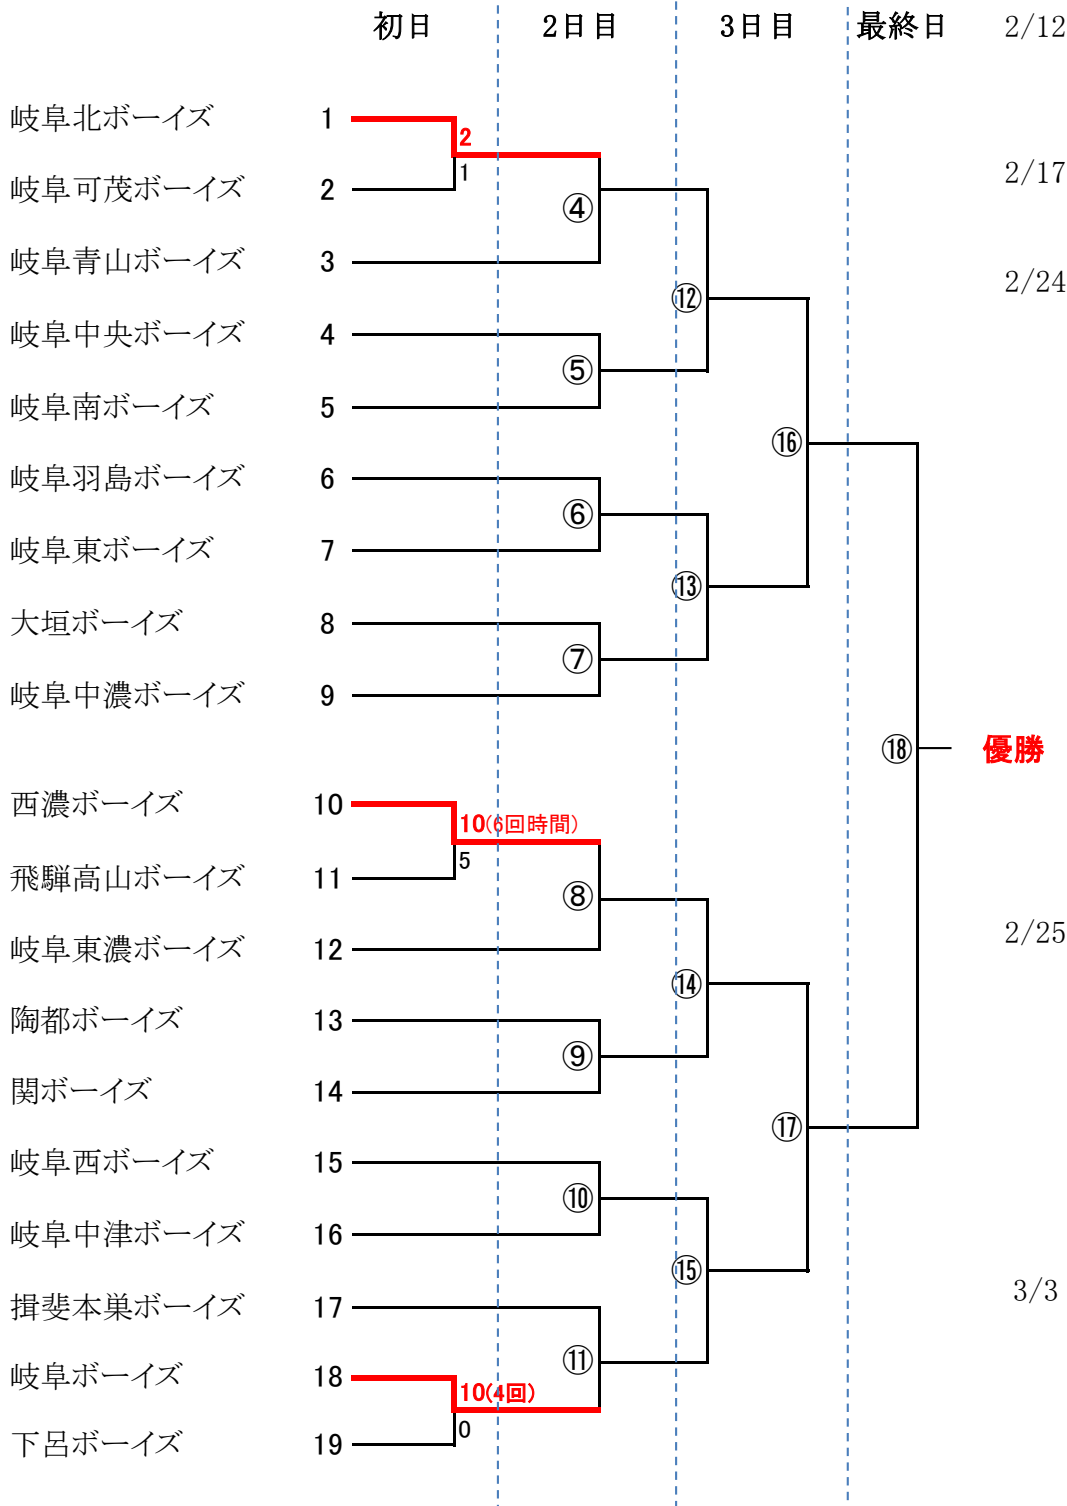 初日 2日目 3日目 最終日 2/12
岐阜北ボーイズ 1
2
1
2/17
岐阜可茂ボーイズ 2
④
岐阜青山ボーイズ 3
2/24
⑫
岐阜中央ボーイズ 4
⑤
岐阜南ボーイズ 5
⑯
岐阜羽島ボーイズ 6
⑥
岐阜東ボーイズ 7
⑬
大垣ボーイズ 8
⑦
岐阜中濃ボーイズ 9
⑱ 優勝
西濃ボーイズ 10
10(6回時間)
5
飛騨高山ボーイズ 11
⑧
岐阜東濃ボーイズ 12
2/25
⑭
陶都ボーイズ 13
⑨
関ボーイズ 14
⑰
岐阜西ボーイズ 15
⑩
岐阜中津ボーイズ 16
⑮
3/3
揖斐本巣ボーイズ 17
⑪
岐阜ボーイズ 18
10(4回)
0
下呂ボーイズ 19